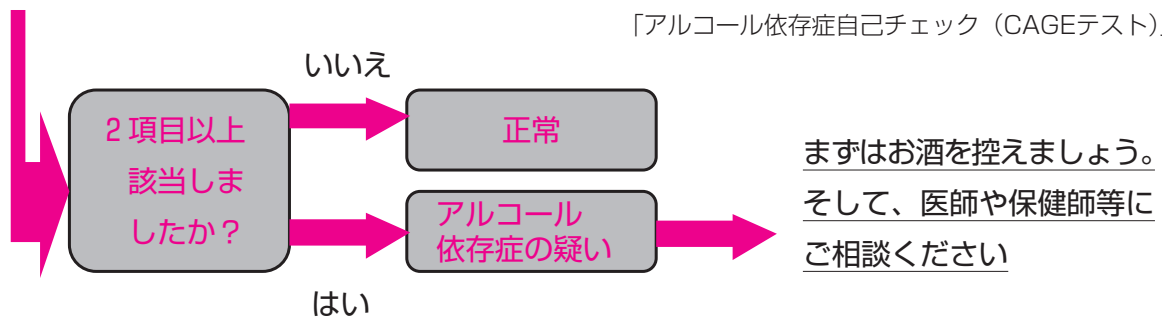 「アルコール依存症自己チェック（CAGEテスト）」
いいえ
2項目以上
該当しま
したか？
正常
アルコール
依存症の疑い
はい
まずはお酒を控えましょう。
そして、医師や保健師等に
ご相談ください